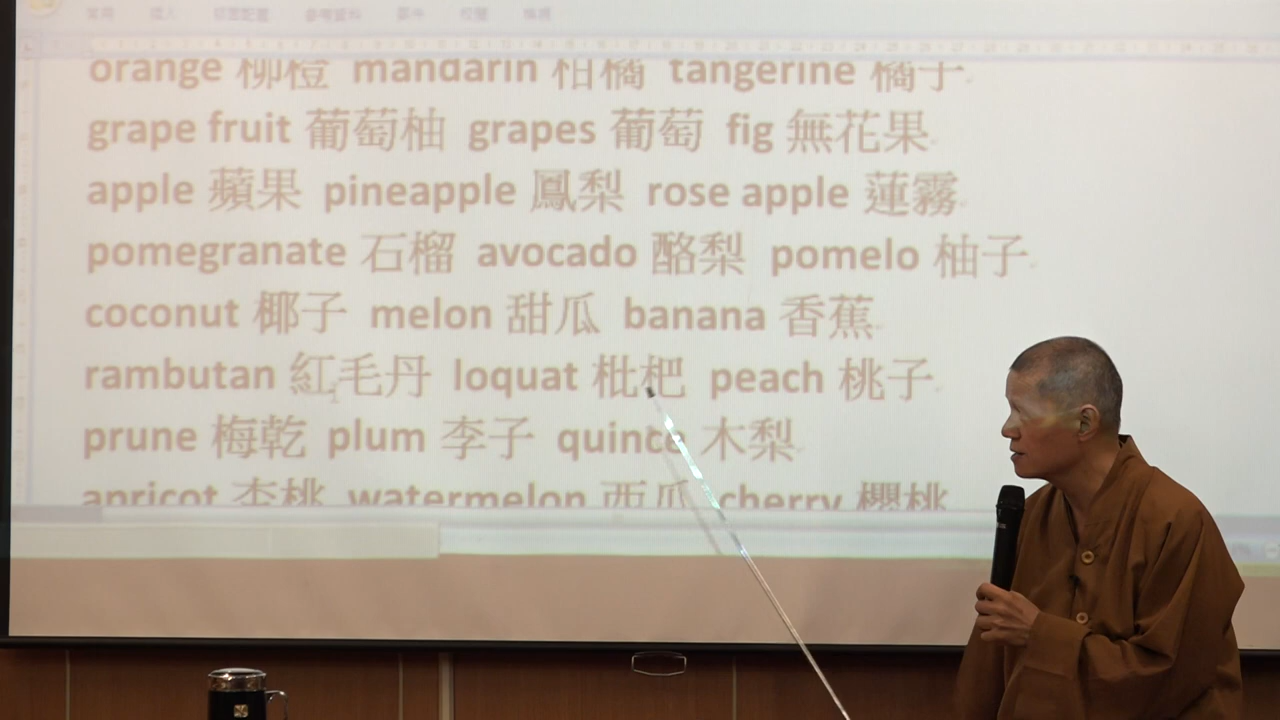 orange 柳橙 mandarin 柑橘 tangerine 橘子
grape fruit 葡萄柚 grapes 葡萄 fig 無花果
apple 蘋果 pineapple 鳳梨 rose apple 蓮霧
pomegranate 石榴 avocado 酪梨 pomelo 柚子
coconut 椰子 melon 甜瓜 banana 香蕉
rambutan 紅毛丹 loquat 枇杷 peach 桃子
prune 梅乾 plum 李子 quince 木梨
apricot 杏桃 watermelon 西瓜 cherry 櫻桃